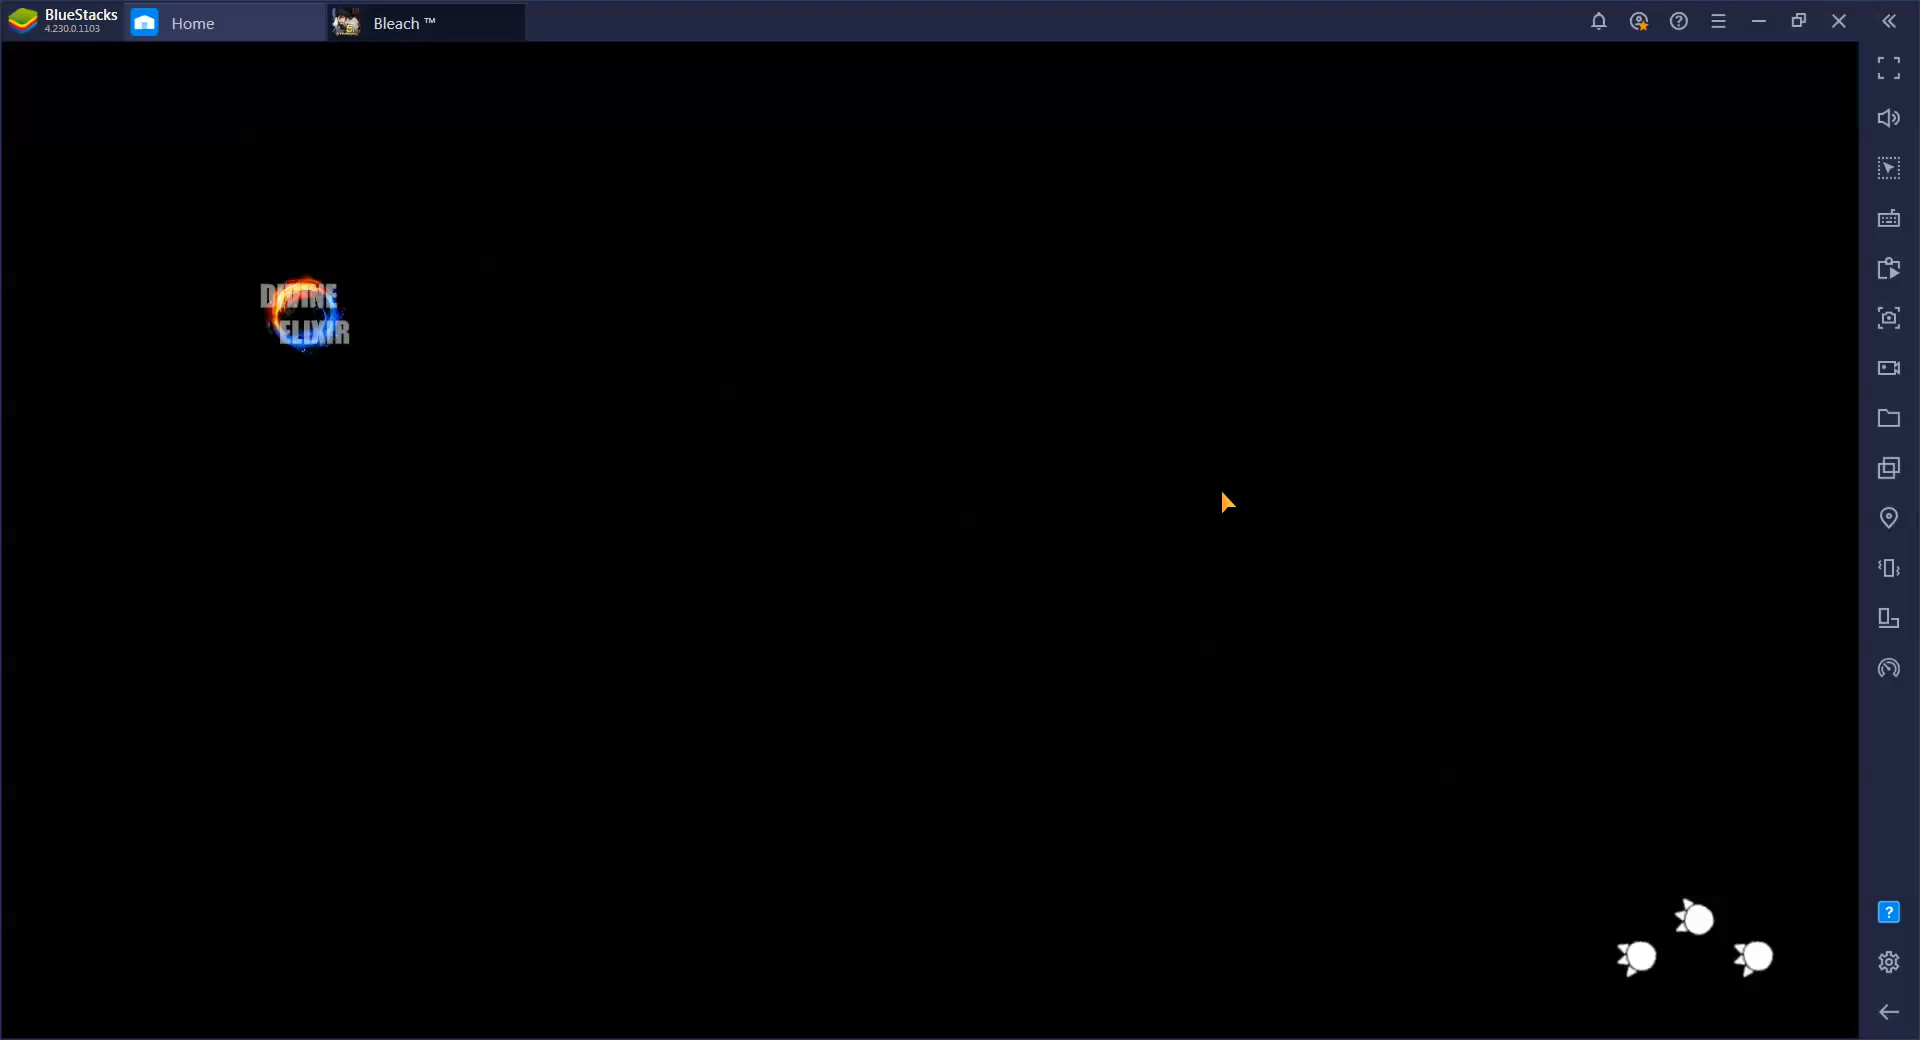 BlueStacks
4.230.0.1103
Home
Bleach ™
DIVINE
ELIXIR